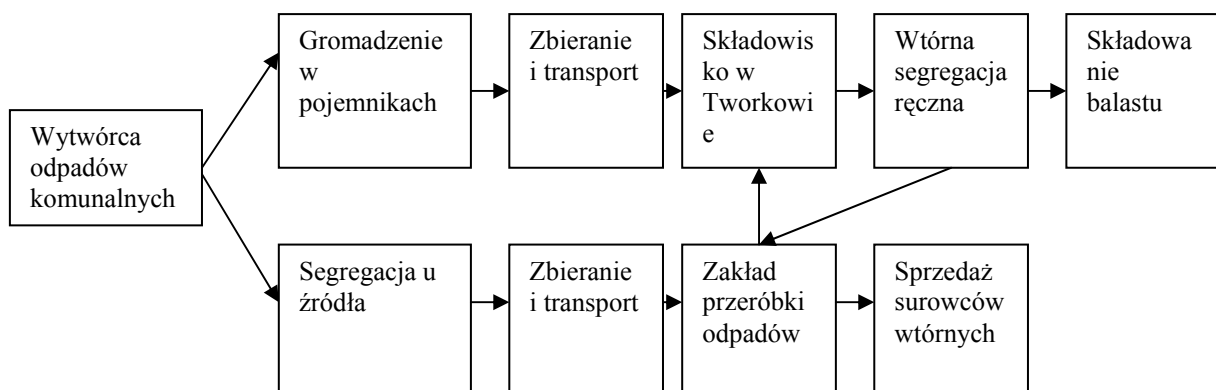 Gromadzenie
w
pojemnikach
Zbieranie
i transport
Składowis
ko w
Tworkowi
e
Wtórna
segregacja
ręczna
Składowa
nie
balastu
Wytwórca
odpadów
komunalnych
Segregacja u
źródła
Zbieranie
i transport
Zakład
przeróbki
odpadów
Sprzedaż
surowców
wtórnych